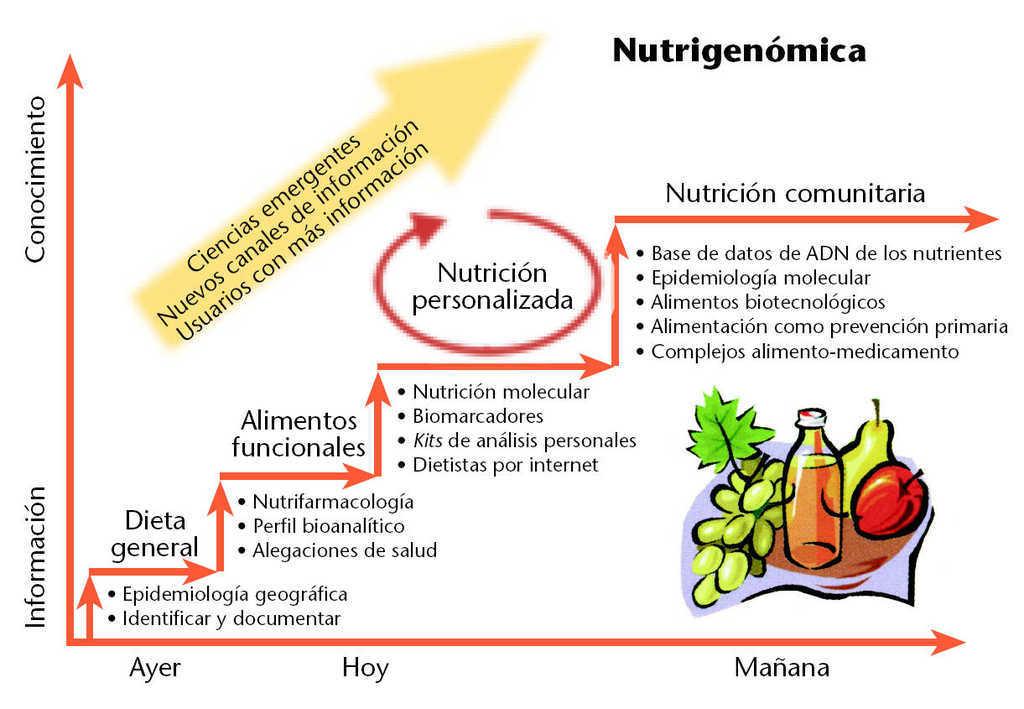 Nutrigenómica
Conocimiento
Información
Ciencias emergentes
Nuevos canales de información
Usuarios con más información
Nutrición comunitaria
• Base de datos de ADN de los nutrientes
• Epidemiología molecular
• Alimentos biotecnológicos
• Alimentación como prevención primaria
• Complejos alimento-medicamento
Nutrición
personalizada
• Nutrición molecular
• Biomarcadores
• Kits de análisis personales
• Dietistas por internet
Alimentos
funcionales
• Nutrifarmacología
• Perfil bioanalítico
• Alegaciones de salud
Dieta
general
• Epidemiología geográfica
• Identificar y documentar
Ayer
Hoy
Mañana